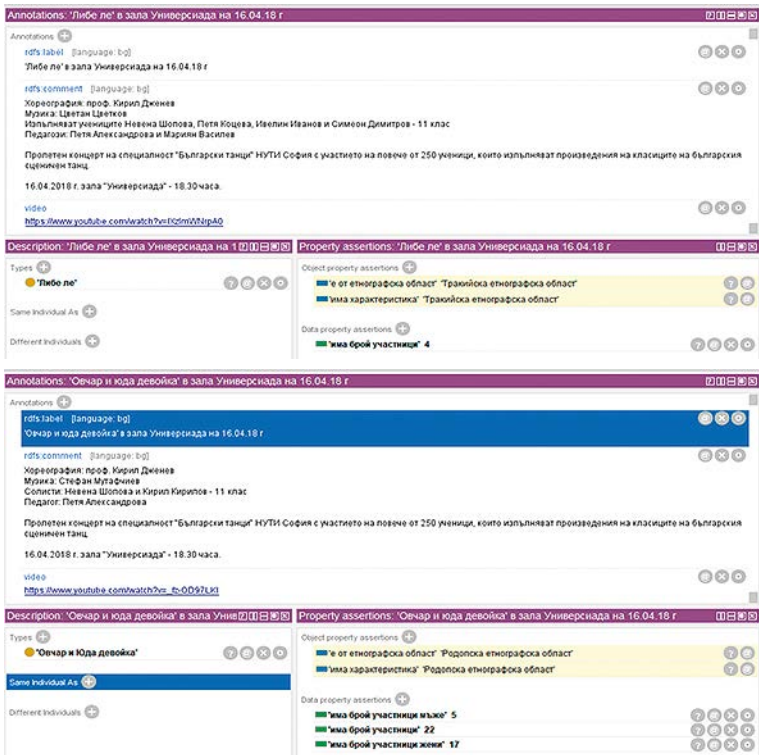 Annotations: 'Либе ле' в зала Универсиада на 16.04.18 г
Annotations
rdfs:label [language: bg]
'Либе ле' в зала Универсиада на 16.04.18 г
rdfs:comment [language: bg]
Хореография: проф. Кирил Дженев
Музика: Цветан Цветков
Изпълняват учениците Невена Шопова, Петя Коцева, Ивелин Иванов и Симеон Димитров - 11 клас
Педагози: Петя Александрова и Мариян Василев
Пролетен концерт на специалност "Български танци" НУТИ София с участието на повече от 250 ученици, които изпълняват произведения на класиците на българския
сценичен танц.
16.04.2018 г. зала "Универсиада" - 18.30 часа.
video
Description: 'Либе ле' в зала Универсиада на 1
Property assertions: 'Либе ле' в зала Универсиада на 16.04.18 г
Types
'Либе ле'
Same Individual As
Different Individuals
Object property assertions
'е от етнографска област' 'Тракийска етнографска област'
'има характеристика' 'Тракийска етнографска област'
Data property assertions
'има брой участници' 4
Annotations: 'Овчар и юда девойка' в зала Универсиада на 16.04.18 г
Annotations
rdfs:label [language: bg]
'Овчар и юда девойка' в зала Универсиада на 16.04.18 г
rdfs:comment [language: bg]
Хореография: проф. Кирил Дженев
Музика: Стефан Мутафчиев
Солисти: Невена Шопова и Кирил Кирилов - 11 клас
Педагог: Петя Александрова
Пролетен концерт на специалност "Български танци" НУТИ София с участието на повече от 250 ученици, които изпълняват произведения на класиците на българския
сценичен танц.
16.04.2018 г. зала "Универсиада" - 18.30 часа.
video
Description: 'Овчар и юда девойка' в зала Унив
Property assertions: 'Овчар и юда девойка' в зала Универсиада на 16.04.18 г
Types
'Овчар и Юда девойка'
Same Individual As
Different Individuals
Object property assertions
'е от етнографска област' 'Родопска етнографска област'
'има характеристика' 'Родопска етнографска област'
Data property assertions
'има брой участници мъже' 5
'има брой участници' 22
'има брой участници жени' 17